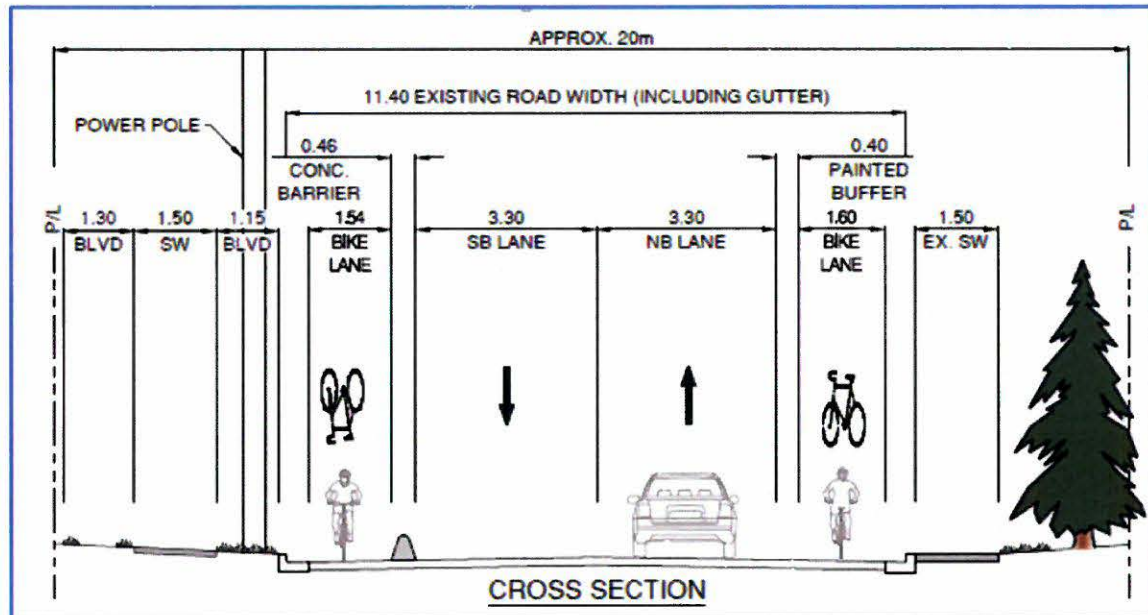 APPROX. 20m
11.40 EXISTING ROAD WIDTH (INCLUDING GUTTER)
POWER POLE
0.46
CONC.
BARRIER
0.40
PAINTED
BUFFER
P/L
1.30
BLVD
1.50
SW
1.15
BLVD
1.54
BIKE
LANE
3.30
SB LANE
3.30
NB LANE
1.60
BIKE
LANE
1.50
EX. SW
P/L
CROSS SECTION